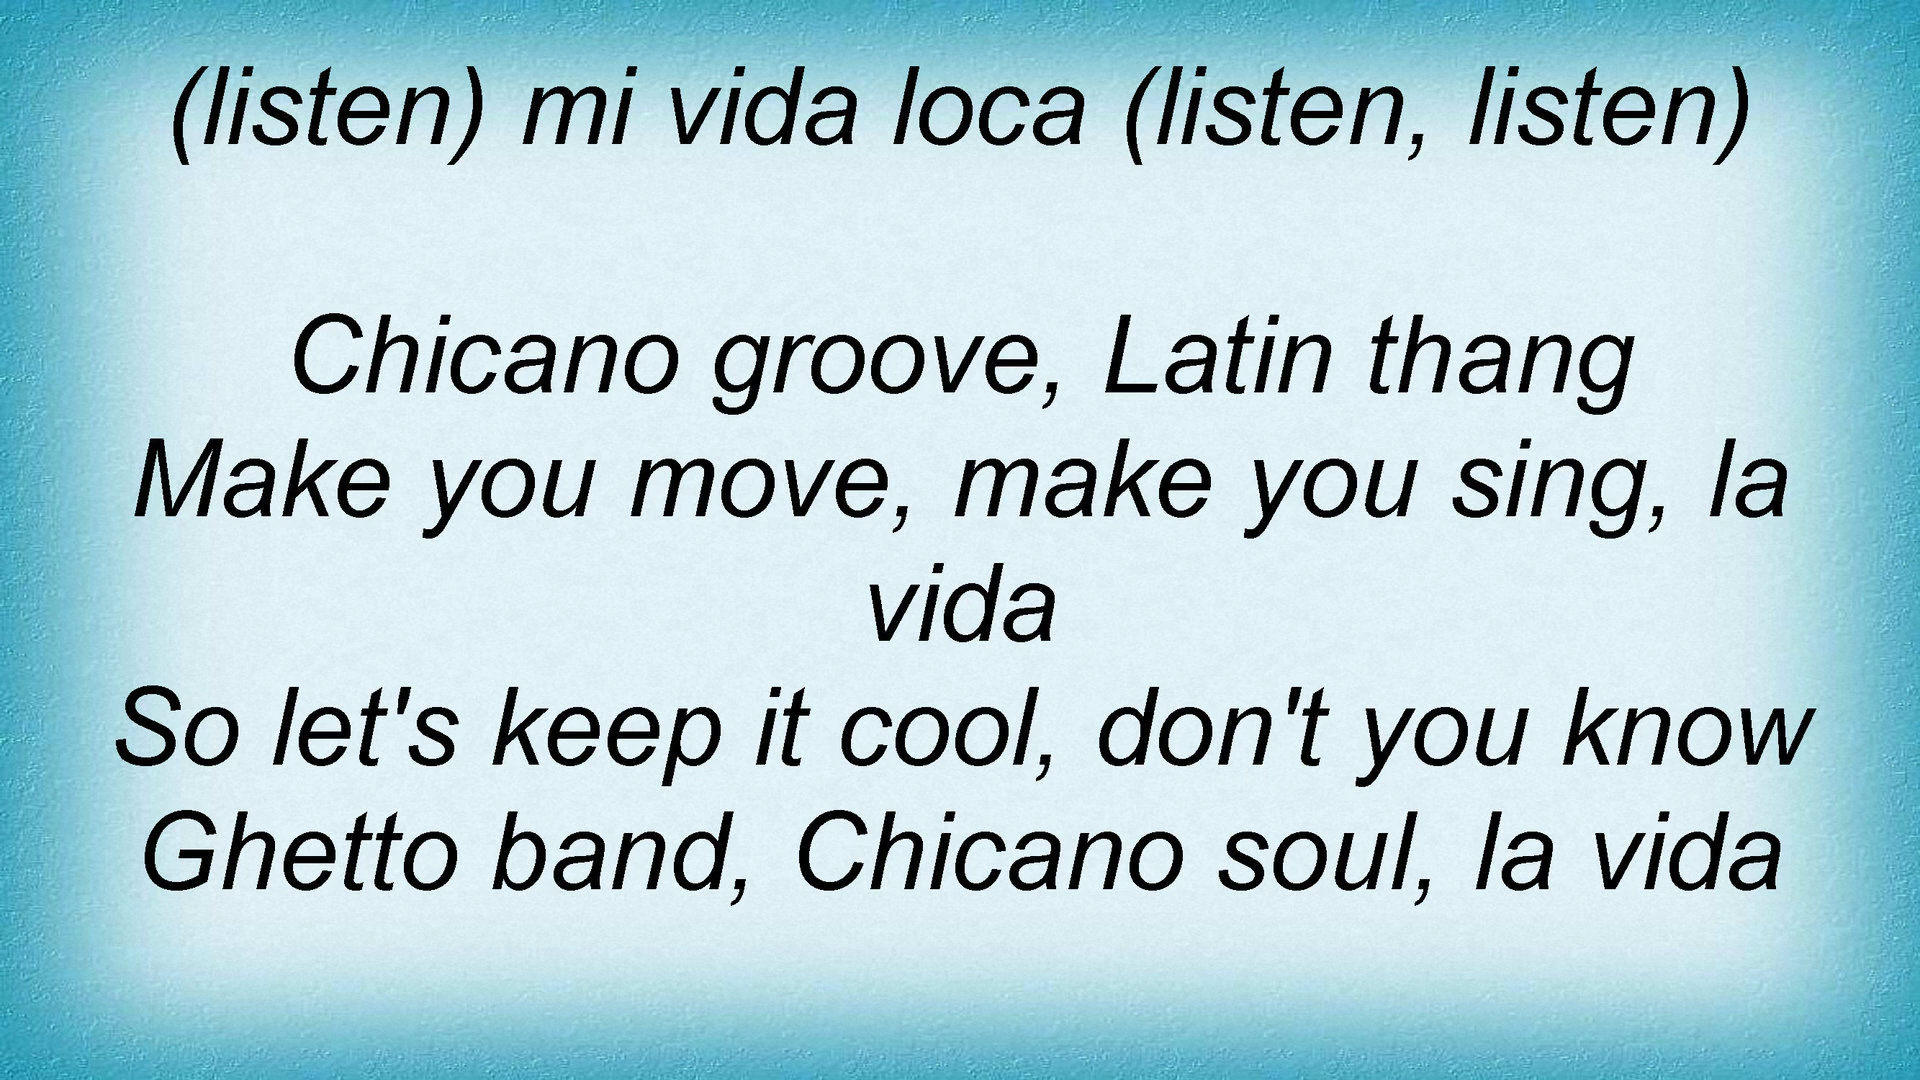 (listen) mi vida loca (listen, listen)
Chicano groove, Latin thang
Make you move, make you sing, la
vida
So let's keep it cool, don't you know
Ghetto band, Chicano soul, la vida